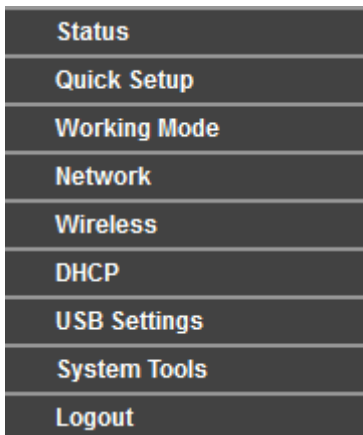 Status
Quick Setup
Working Mode
Network
Wireless
DHCP
USB Settings
System Tools
Logout